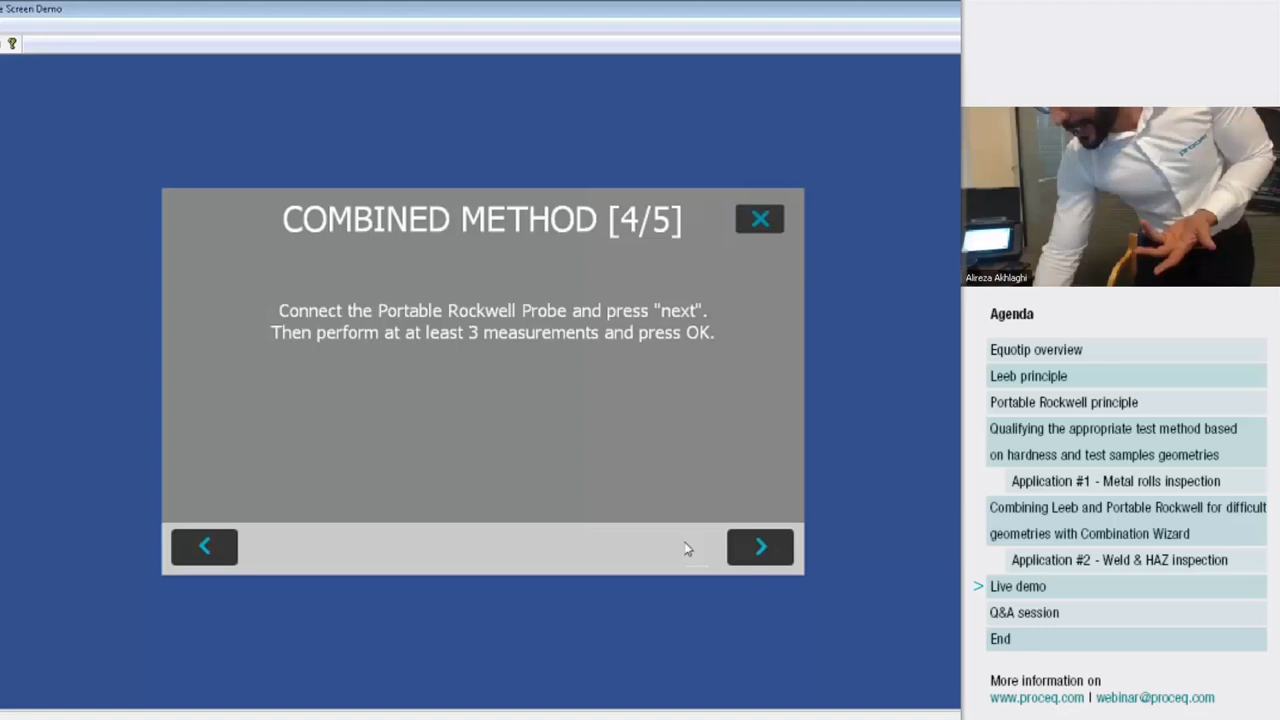 e Screen Demo
?
COMBINED METHOD [4/5]
Connect the Portable Rockwell Probe and press "next".
Then perform at at least 3 measurements and press OK.
proceq
Alireza Akhlaghi
Agenda
Equotip overview
Leeb principle
Portable Rockwell principle
Qualifying the appropriate test method based
on hardness and test samples geometries
Application #1 - Metal rolls inspection
Combining Leeb and Portable Rockwell for difficult
geometries with Combination Wizard
Application #2 - Weld & HAZ inspection
> Live demo
Q&A session
End
More information on
www.proceq.com I webinar@proceq.com